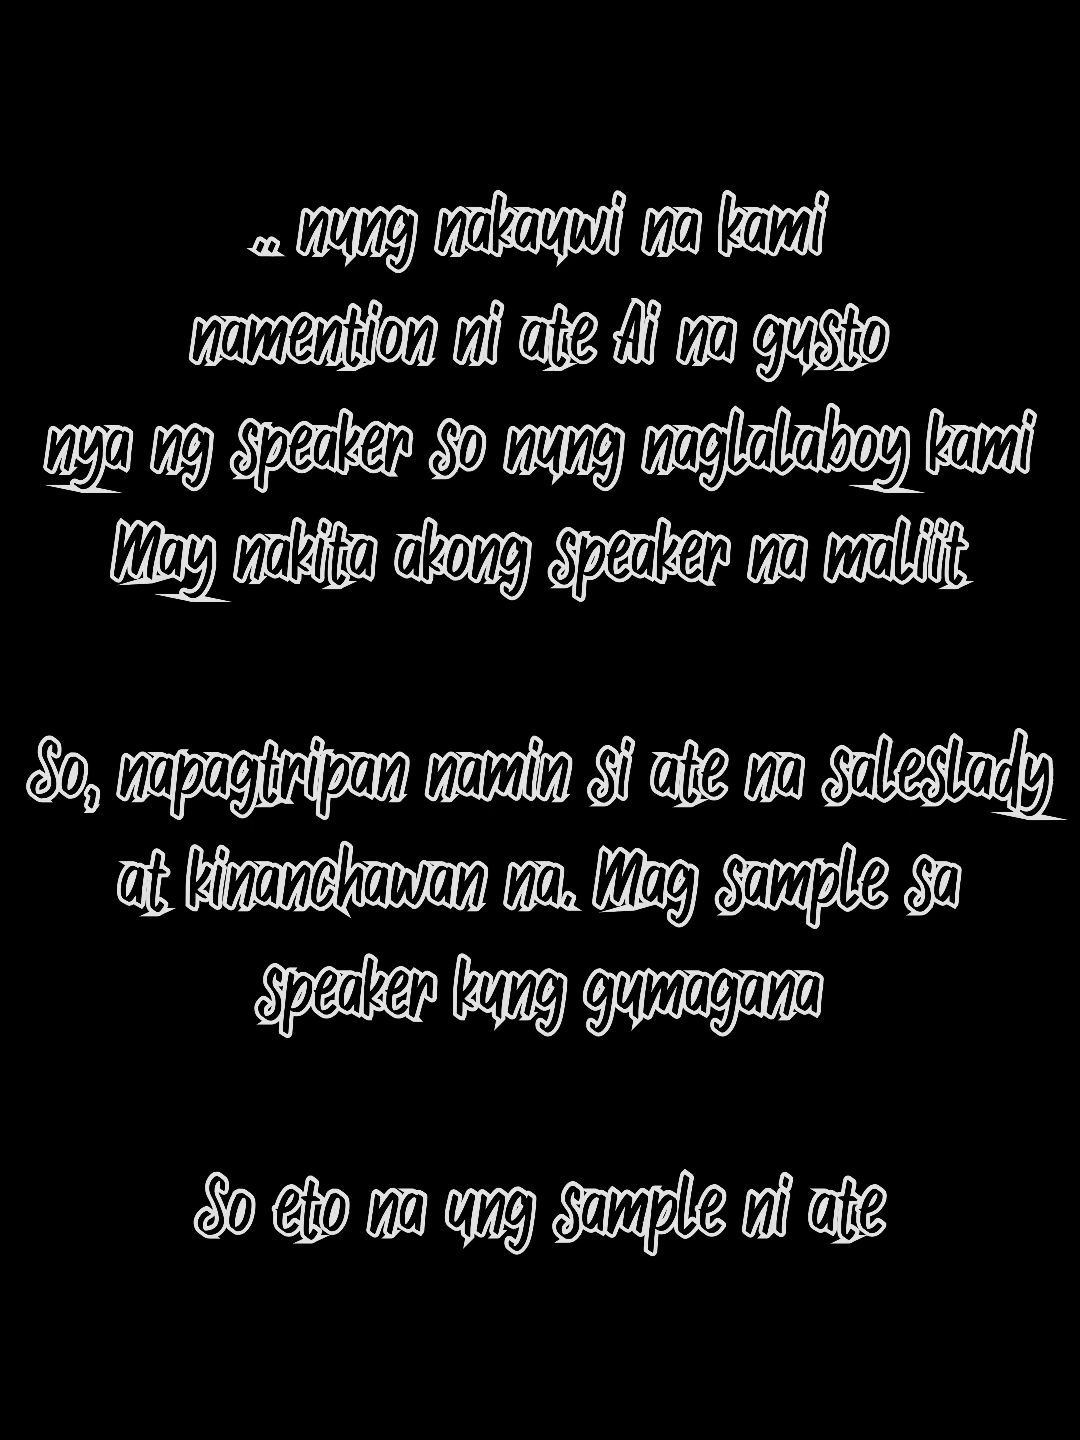 .. nung nakauwi na kami
namention ni ate Ai na gusto
nya ng speaker so nung naglalaboy kami
May nakita akong speaker na maliit
So, napagtripan namin si ate na saleslady
at kinanchawan na. Mag sample sa
speaker kung gumagana
So eto na ung sample ni ate